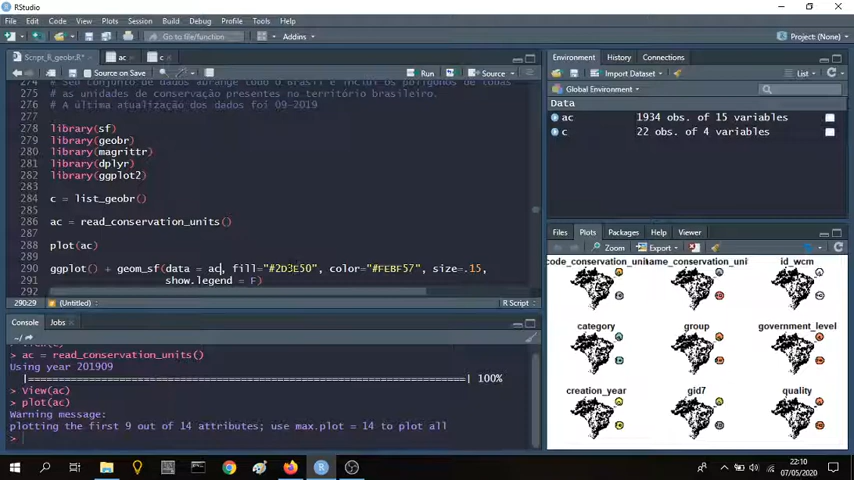 RStudio
File Edit Code View Plots Session Build Debug Profile Tools Help
Go to file/function
Addins
Project: (None)
Script_R_geobr.R*
ac
c
Source on Save
Run
Source
274
275 # as unidades de conservação presentes no território brasileiro.
276 # A última atualização dos dados foi 09-2019
277
278 library(sf)
279 library(geobr)
280 library(magrittr)
281 library(dplyr)
282 library(ggplot2)
283
284 c = list_geobr()
285
286 ac = read_conservation_units()
287
288 plot(ac)
289
290 ggplot() + geom_sf(data = ac, fill="#2D3E50", color="#FEBF57", size=.15,
291 show.legend = F)
292
290:29 (Untitled)
R Script
Console Jobs
~/
> ac = read_conservation_units()
Using year 201909
|======================================================================| 100%
> View(ac)
> plot(ac)
Warning message:
plotting the first 9 out of 14 attributes; use max.plot = 14 to plot all
>
Environment History Connections
Import Dataset
List
Global Environment
Data
ac 1934 obs. of 15 variables
c 22 obs. of 4 variables
Files Plots Packages Help Viewer
Zoom Export
code_conservation_unit name_conservation_unit id_wcm
category group government_level
creation_year gid7 quality
22:10
07/05/2020